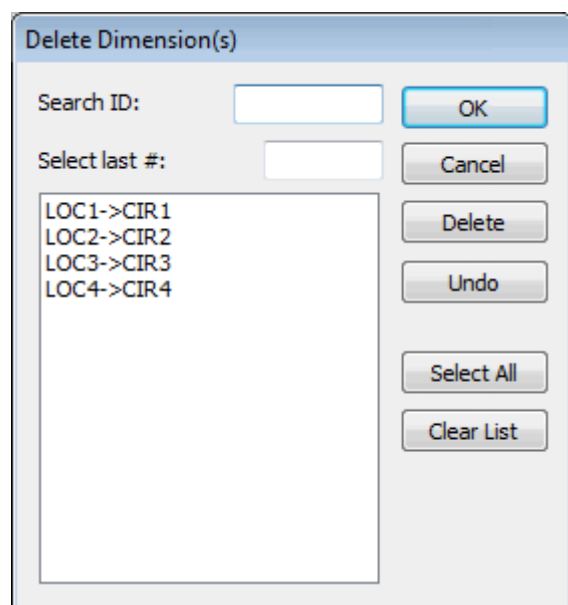 Delete Dimension(s)
Search ID:
OK
Select last #:
Cancel
LOC1->CIR1
LOC2->CIR2
LOC3->CIR3
LOC4->CIR4
Delete
Undo
Select All
Clear List